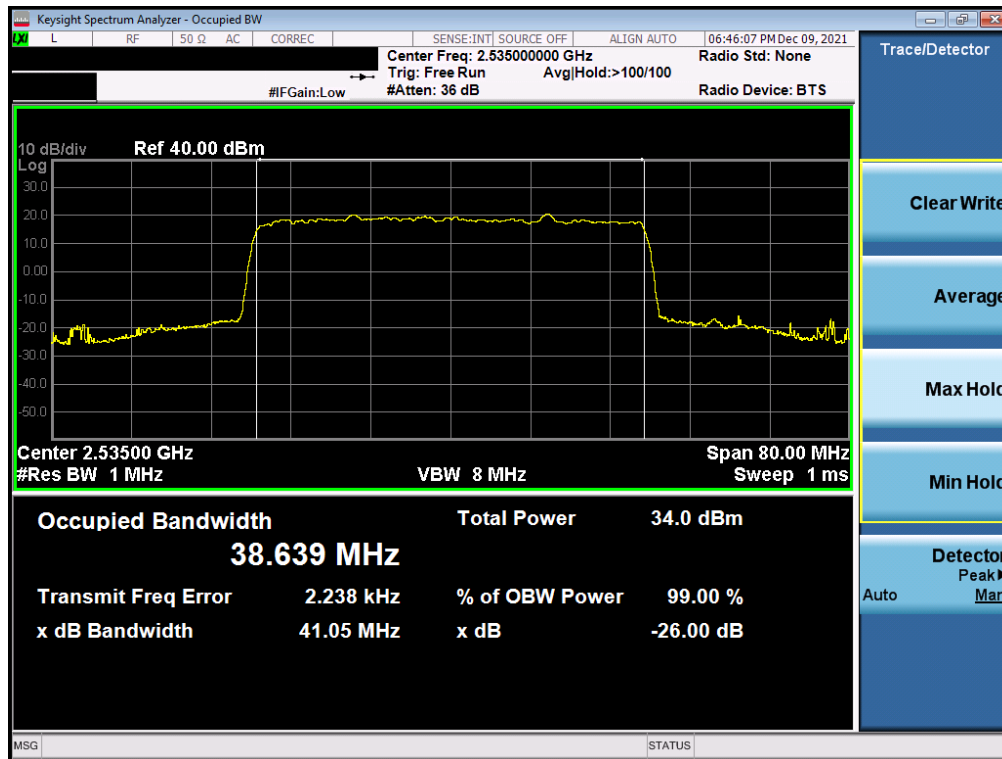 Keysight Spectrum Analyzer - Occupied BW
LXI L RF 50 Ω AC CORREC SENSE:INT SOURCE OFF ALIGN AUTO 06:46:07 PM Dec 09, 2021
Center Freq: 2.535000000 GHz Radio Std: None
Trig: Free Run Avg|Hold:>100/100
#IFGain:Low #Atten: 36 dB Radio Device: BTS
Trace/Detector
10 dB/div Ref 40.00 dBm
Log
30.0
20.0
10.0
0.00
-10.0
-20.0
-30.0
-40.0
-50.0
Center 2.53500 GHz Span 80.00 MHz
#Res BW 1 MHz VBW 8 MHz Sweep 1 ms
Occupied Bandwidth Total Power 34.0 dBm
38.639 MHz
Transmit Freq Error 2.238 kHz % of OBW Power 99.00 %
x dB Bandwidth 41.05 MHz x dB -26.00 dB
Clear Write
Average
Max Hold
Min Hold
Detector
Peak
Auto Man
MSG STATUS